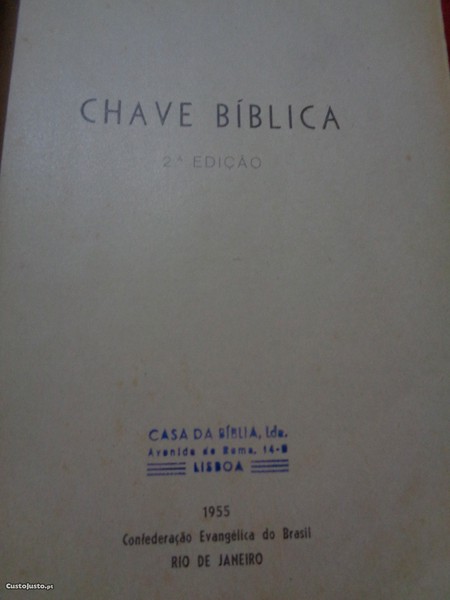 CHAVE BÍBLICA
2.ª EDIÇÃO
CASA DA BÍBLIA, Lda.
Avenida de Roma, 14-B
LISBOA
1955
Confederação Evangélica do Brasil
RIO DE JANEIRO
CustoJusto.pt